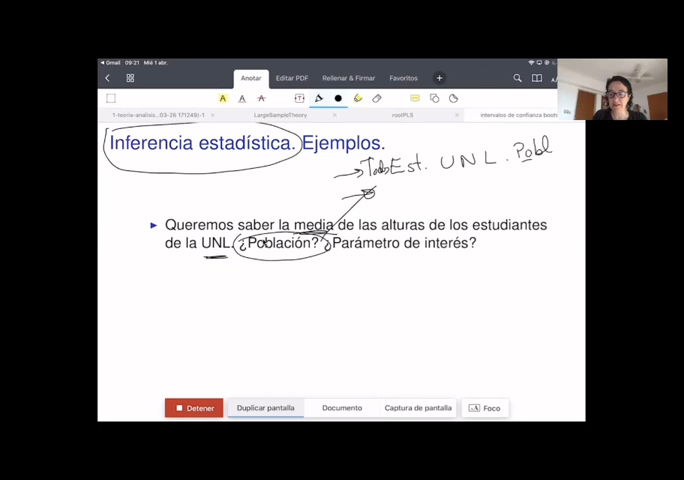 Gmail 09:21 Mié 1 abr.
Anotar Editar PDF Rellenar & Firmar Favoritos
1-teoria-analisis... -03-26 171249)-1 LargeSampleTheory rootPLS intervalos de confianza boots
Inferencia estadística. Ejemplos.
Todos Est. UNL. Pobl
Queremos saber la media de las alturas de los estudiantes
de la UNL. ¿Población? ¿Parámetro de interés?
Detener Duplicar pantalla Documento Captura de pantalla Foco